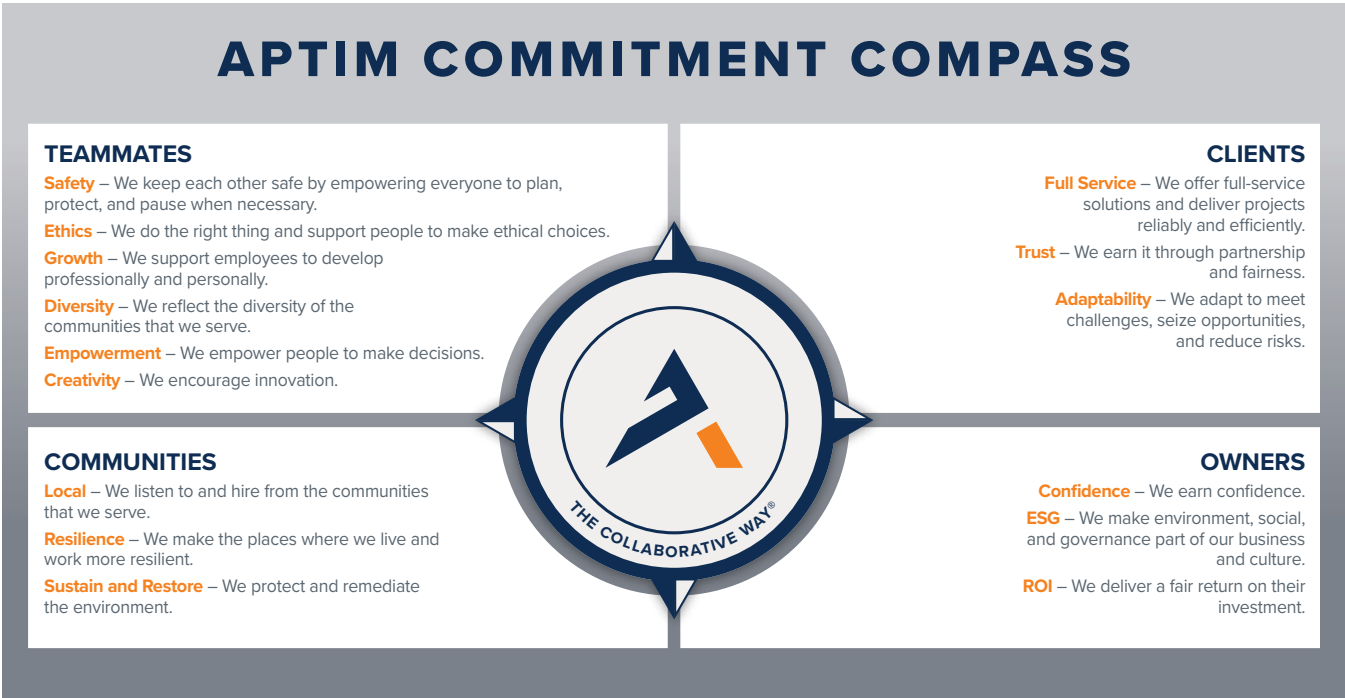 APTIM COMMITMENT COMPASS
TEAMMATES
Safety – We keep each other safe by empowering everyone to plan,
protect, and pause when necessary.
Ethics – We do the right thing and support people to make ethical choices.
Growth – We support employees to develop
professionally and personally.
Diversity – We reflect the diversity of the
communities that we serve.
Empowerment – We empower people to make decisions.
Creativity – We encourage innovation.
CLIENTS
Full Service – We offer full-service
solutions and deliver projects
reliably and efficiently.
Trust – We earn it through partnership
and fairness.
Adaptability – We adapt to meet
challenges, seize opportunities,
and reduce risks.
THE COLLABORATIVE WAY®
COMMUNITIES
Local – We listen to and hire from the communities
that we serve.
Resilience – We make the places where we live and
work more resilient.
Sustain and Restore – We protect and remediate
the environment.
OWNERS
Confidence – We earn confidence.
ESG – We make environment, social,
and governance part of our business
and culture.
ROI – We deliver a fair return on their
investment.